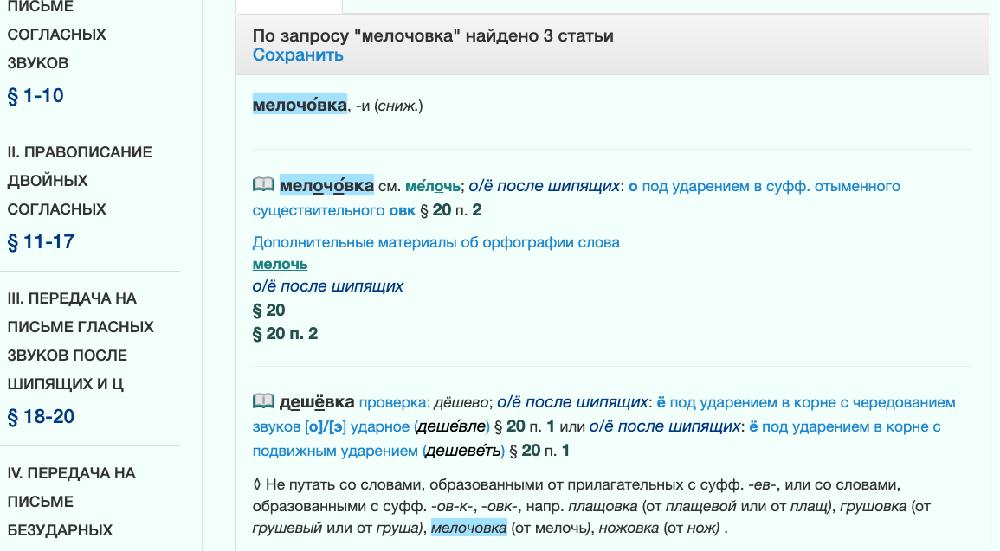 ПИСЬМЕ
СОГЛАСНЫХ
ЗВУКОВ
§ 1-10
II. ПРАВОПИСАНИЕ
ДВОЙНЫХ
СОГЛАСНЫХ
§ 11-17
III. ПЕРЕДАЧА НА
ПИСЬМЕ ГЛАСНЫХ
ЗВУКОВ ПОСЛЕ
ШИПЯЩИХ И Ц
§ 18-20
IV. ПЕРЕДАЧА НА
ПИСЬМЕ
БЕЗУДАРНЫХ
По запросу "мелочовка" найдено 3 статьи
Сохранить
мелочо́вка, -и (сниж.)
мелочо́вка см. ме́лочь; о/ё после шипящих: о под ударением в суфф. отыменного
существительного овк § 20 п. 2
Дополнительные материалы об орфографии слова
мелочь
о/ё после шипящих
§ 20
§ 20 п. 2
дешёвка проверка: дёшево; о/ё после шипящих: ё под ударением в корне с чередованием
звуков [о]/[э] ударное (деше́вле) § 20 п. 1 или о/ё после шипящих: ё под ударением в корне с
подвижным ударением (дешеве́ть) § 20 п. 1
◊ Не путать со словами, образованными от прилагательных с суфф. -ев-, или со словами,
образованными с суфф. -ов-к-, -овк-, напр. плащовка (от плащевой или от плащ), грушовка (от
грушевый или от груша), мелочовка (от мелочь), ножовка (от нож) .